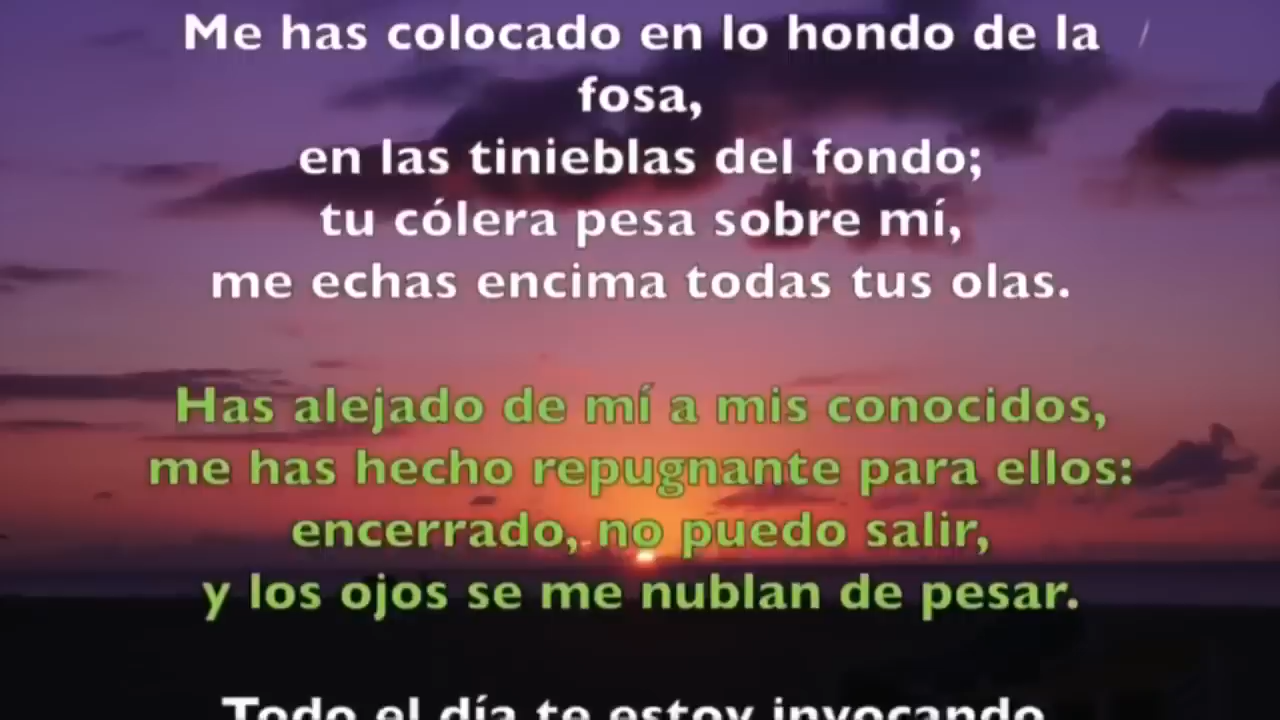 Me has colocado en lo hondo de la
fosa,
en las tinieblas del fondo;
tu cólera pesa sobre mí,
me echas encima todas tus olas.
Has alejado de mí a mis conocidos,
me has hecho repugnante para ellos:
encerrado, no puedo salir,
y los ojos se me nublan de pesar.
Todo el día te estoy invocando